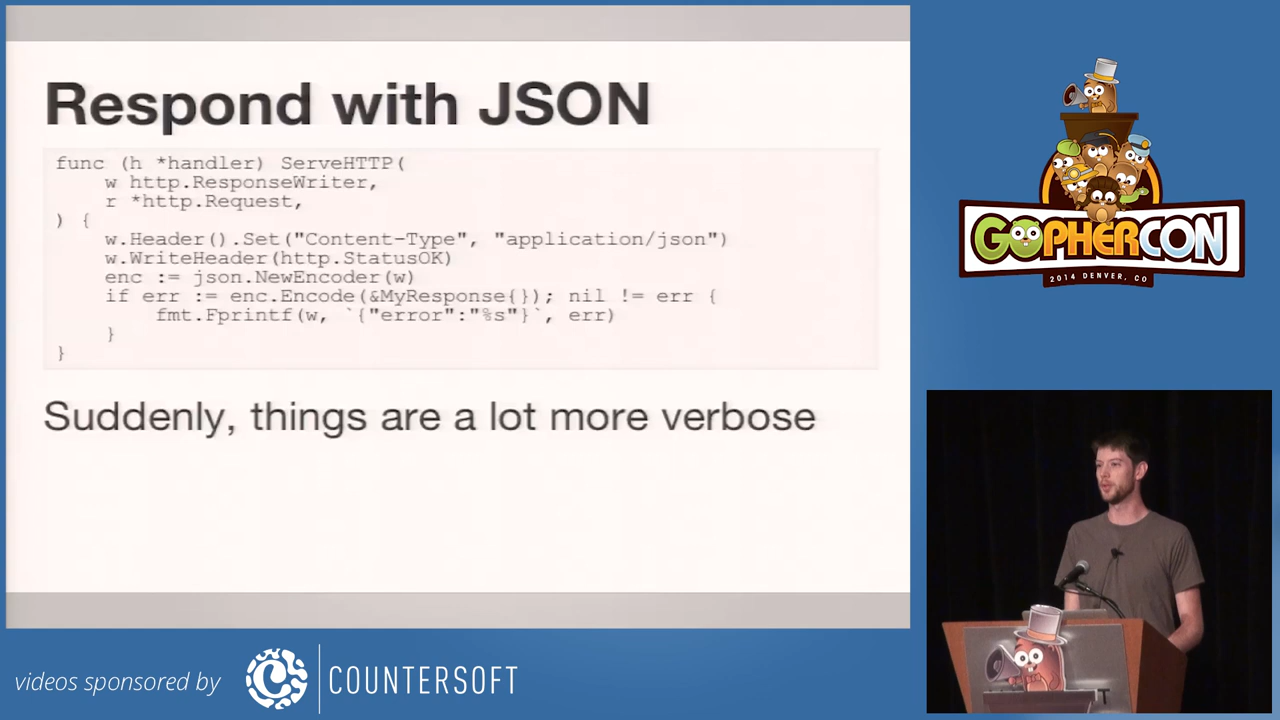 Respond with JSON
func (h *handler) ServeHTTP(
    w http.ResponseWriter,
    r *http.Request,
) {
    w.Header().Set("Content-Type", "application/json")
    w.WriteHeader(http.StatusOK)
    enc := json.NewEncoder(w)
    if err := enc.Encode(&MyResponse{}); nil != err {
        fmt.Fprintf(w, `{"error":"%s"}`, err)
    }
}
Suddenly, things are a lot more verbose
GOPHERCON
2014 DENVER, CO
T
videos sponsored by
COUNTERSOFT